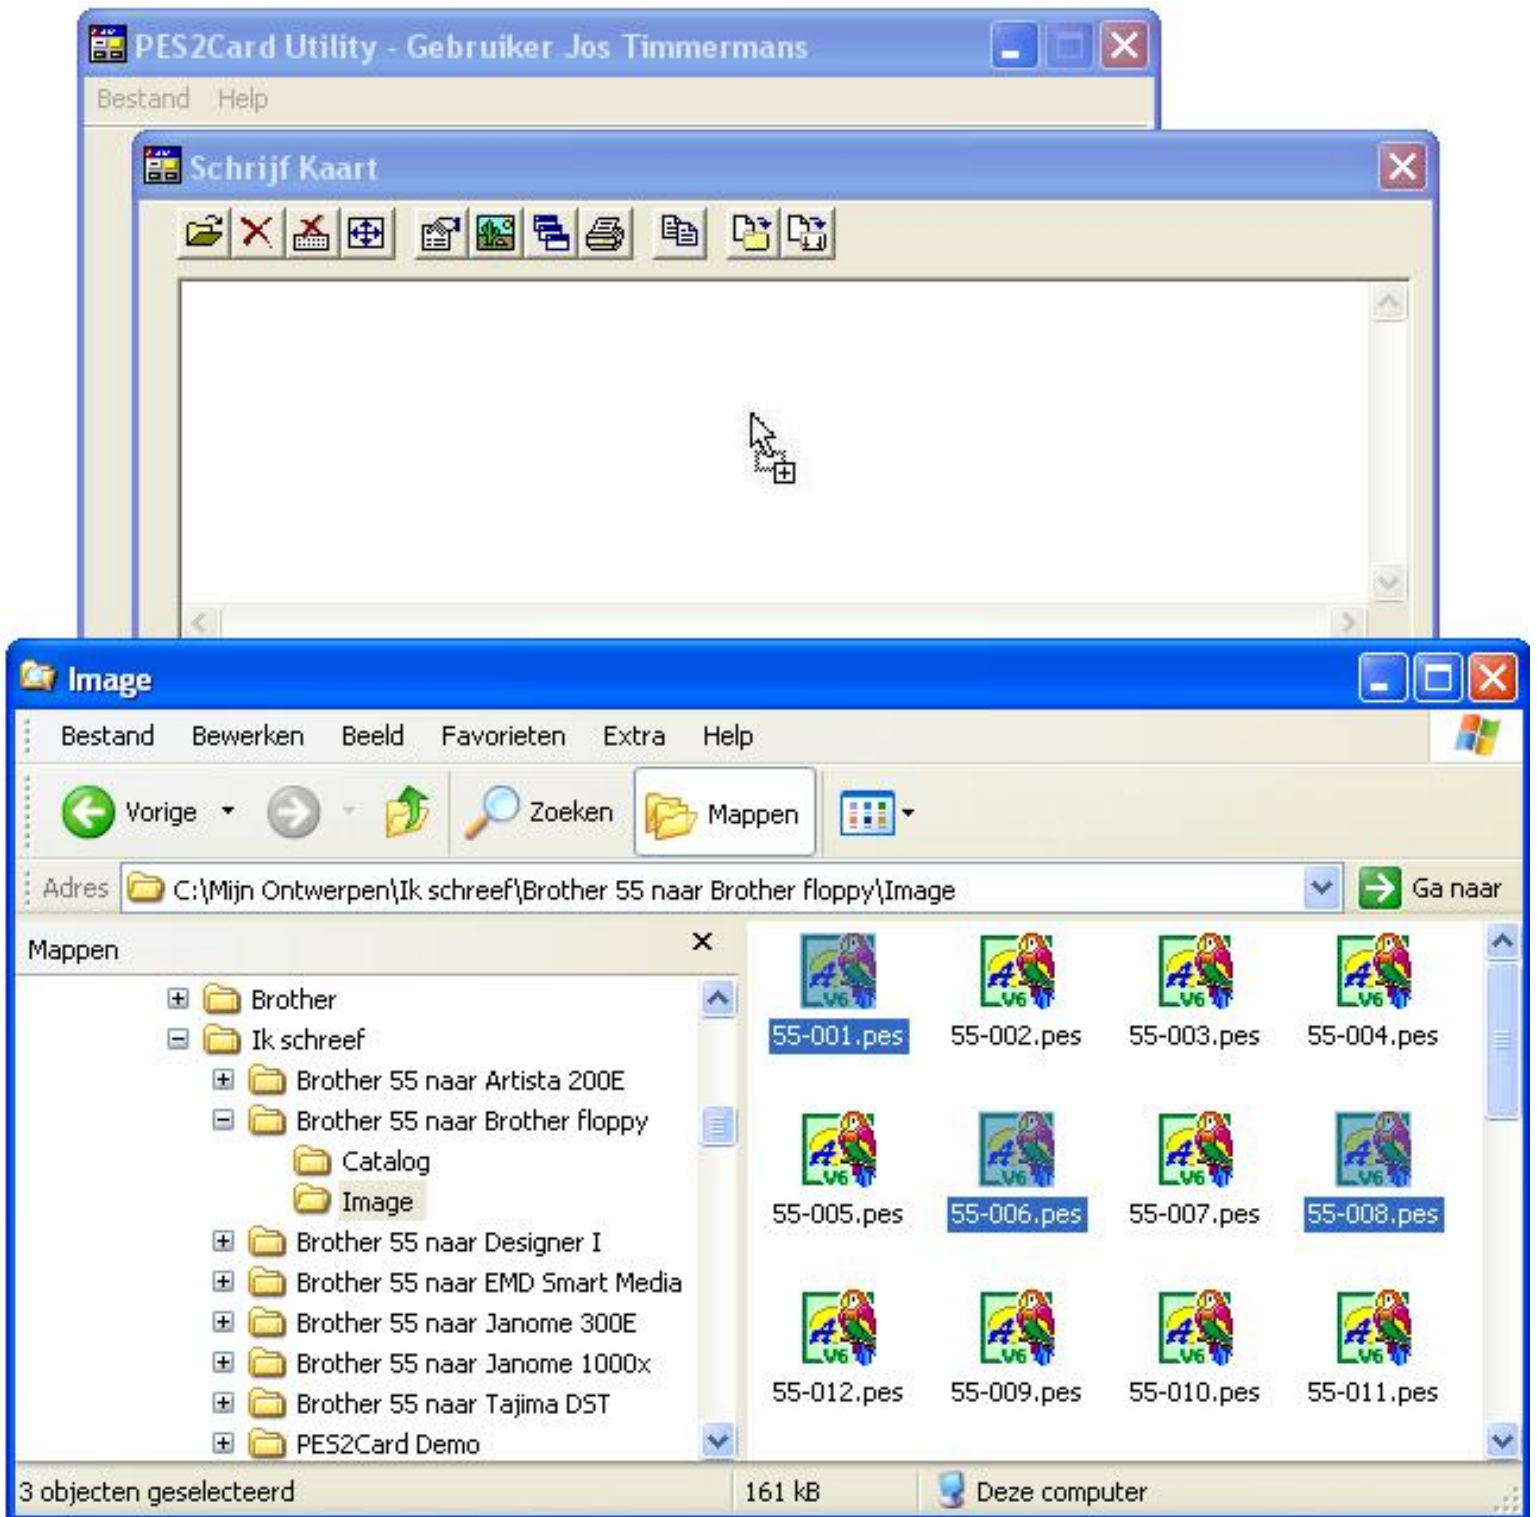 PES2Card Utility - Gebruiker Jos Timmermans
Bestand Help
Schrijf Kaart
Image
Bestand Bewerken Beeld Favorieten Extra Help
Vorige Zoeken Mappen
Adres C:\Mijn Ontwerpen\Ik schreef\Brother 55 naar Brother floppy\Image Ga naar
Mappen
Brother
Ik schreef
Brother 55 naar Artista 200E
Brother 55 naar Brother floppy
Catalog
Image
Brother 55 naar Designer I
Brother 55 naar EMD Smart Media
Brother 55 naar Janome 300E
Brother 55 naar Janome 1000x
Brother 55 naar Tajima DST
PES2Card Demo
55-001.pes 55-002.pes 55-003.pes 55-004.pes
55-005.pes 55-006.pes 55-007.pes 55-008.pes
55-012.pes 55-009.pes 55-010.pes 55-011.pes
3 objecten geselecteerd 161 kB Deze computer